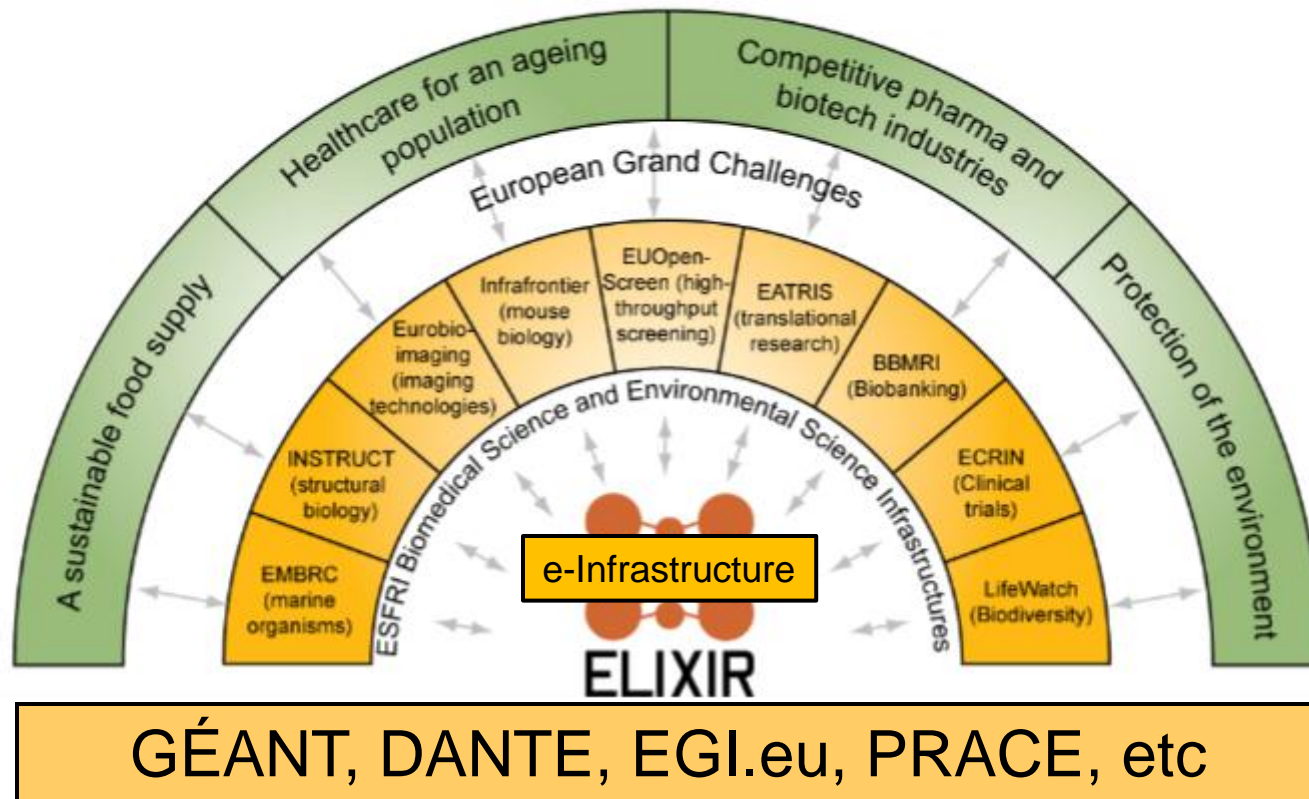 A sustainable food supply
Healthcare for an ageing
population
Competitive pharma and
biotech industries
Protection of the environment
European Grand Challenges
EMBRC
(marine
organisms)
INSTRUCT
(structural
biology)
Eurobio-
imaging
(imaging
technologies)
Infrafrontier
(mouse
biology)
EUOpen-
Screen (high-
throughput
screening)
EATRIS
(translational
research)
BBMRI
(Biobanking)
ECRIN
(Clinical
trials)
LifeWatch
(Biodiversity)
ESFRI Biomedical Science and Environmental Science Infrastructures
e-Infrastructure
ELIXIR
GÉANT, DANTE, EGI.eu, PRACE, etc